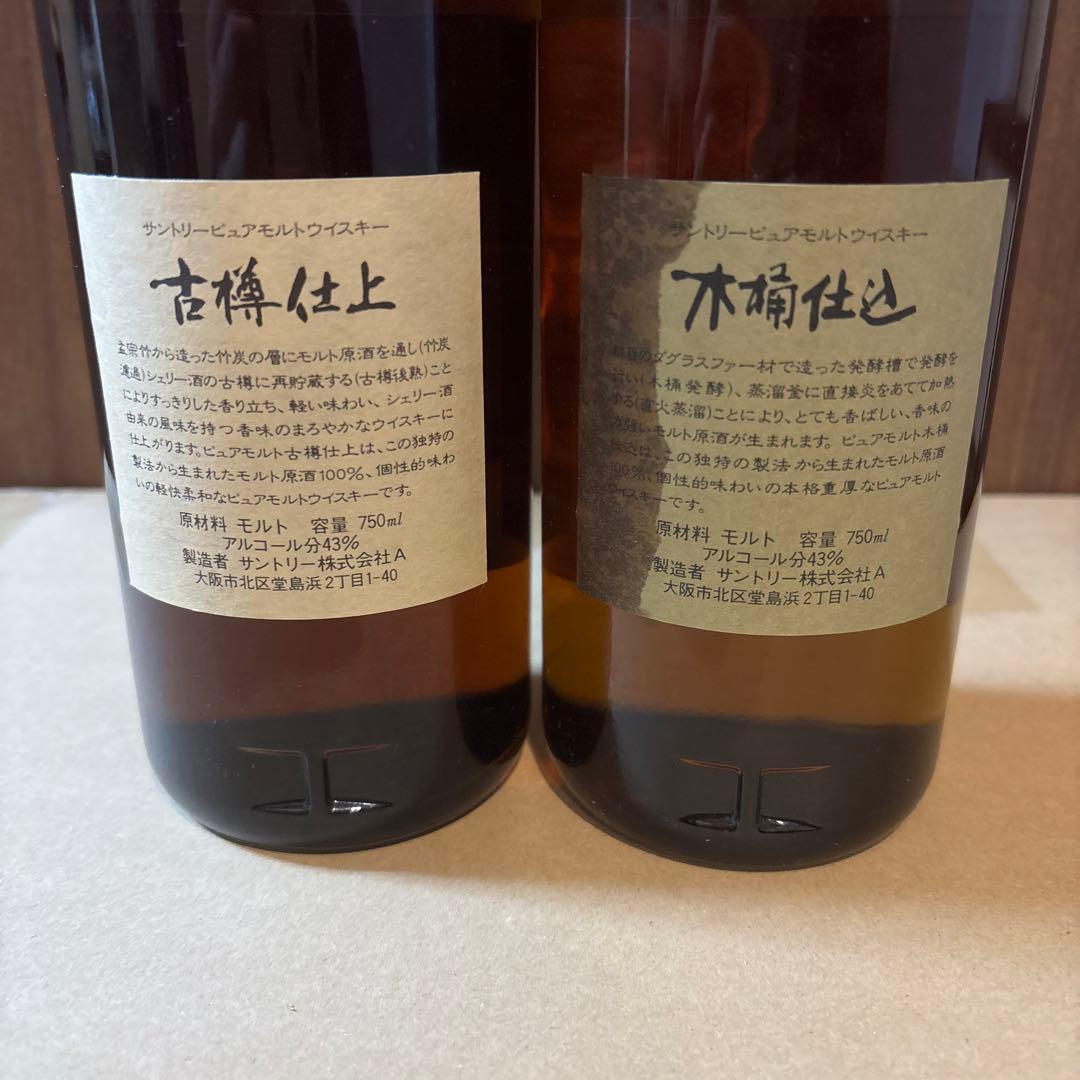 サントリーピュアモルトウイスキー
古樽仕上
孟宗竹から造った竹炭の層にモルト原酒を通し(竹炭
濾過)シェリー酒の古樽に再貯蔵する(古樽後熟)こと
によりすっきりした香り立ち、軽い味わい、シェリー酒
由来の風味を持つ香味のまろやかなウイスキーに
仕上がります。ピュアモルト古樽仕上は、この独特の
製法から生まれたモルト原酒100%、個性的味わ
いの軽快柔和なピュアモルトウイスキーです。
原材料 モルト 容量 750ml
アルコール分43%
製造者 サントリー株式会社A
大阪市北区堂島浜2丁目1-40
サントリーピュアモルトウイスキー
木桶仕込
のダグラスファー材で造った発酵槽で発酵を
行い(木桶発酵)、蒸溜釜に直接炎をあてて加熱
する(直火蒸溜)ことにより、とても香ばしい、香味の
力強いモルト原酒が生まれます。ピュアモルト木桶
仕込は、この独特の製法から生まれたモルト原酒
100%、個性的味わいの本格重厚なピュアモルト
ウイスキーです。
原材料 モルト 容量 750ml
アルコール分43%
製造者 サントリー株式会社A
大阪市北区堂島浜2丁目1-40